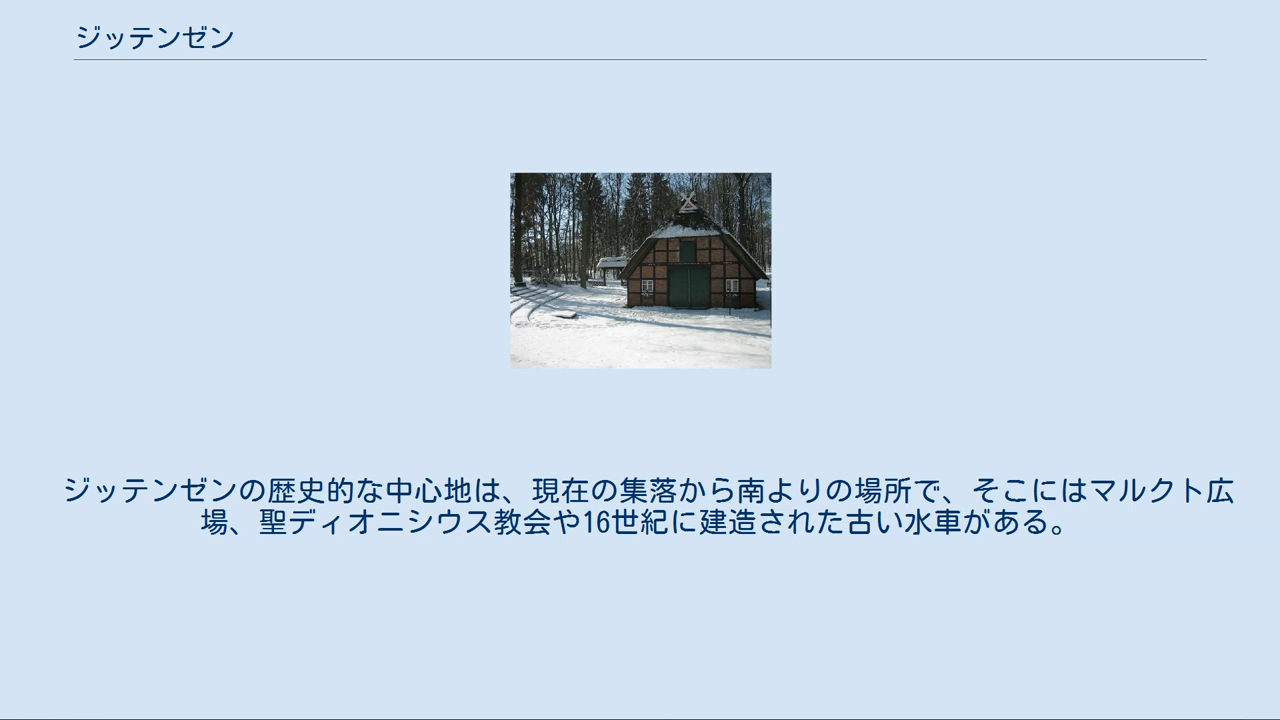 ジッテンゼン
ジッテンゼンの歴史的な中心地は、現在の集落から南よりの場所で、そこにはマルクト広
場、聖ディオニシウス教会や16世紀に建造された古い水車がある。